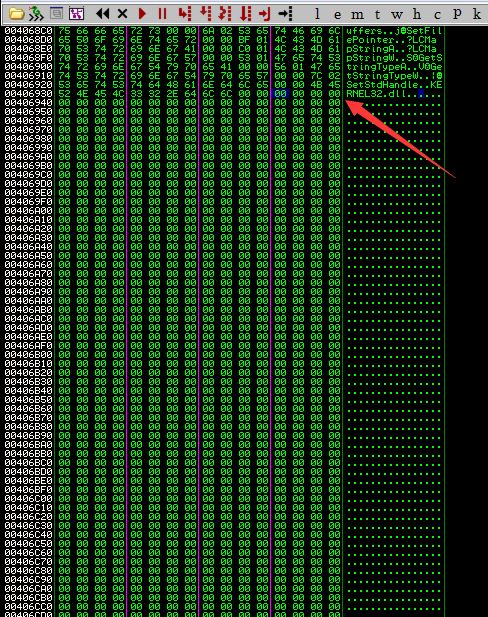 l e m t w h c P k
004068C0 75 66 66 65 72 73 00 00 6A 02 53 65 74 46 69 6C uffers..j☻SetFil
004068D0 65 50 6F 69 6E 74 65 72 00 00 BF 01 4C 43 4D 61 ePointer..?LCMa
004068E0 70 53 74 72 69 6E 67 41 00 00 C0 01 4C 43 4D 61 pStringA..?LCMa
004068F0 70 53 74 72 69 6E 67 57 00 00 53 01 47 65 74 53 pStringW..S☺GetS
00406900 74 72 69 6E 67 54 79 70 65 41 00 00 56 01 47 65 tringTypeA..V☺Ge
00406910 74 53 74 72 69 6E 67 54 79 70 65 57 00 00 7C 02 tStringTypeW..|☻
00406920 53 65 74 53 74 64 48 61 6E 64 6C 65 00 00 4B 45 SetStdHandle..KE
00406930 52 4E 45 4C 33 32 2E 64 6C 6C 00 00 00 00 00 00 RNEL32.dll......
00406940 00 00 00 00 00 00 00 00 00 00 00 00 00 00 00 00 ................
00406950 00 00 00 00 00 00 00 00 00 00 00 00 00 00 00 00 ................
00406960 00 00 00 00 00 00 00 00 00 00 00 00 00 00 00 00 ................
00406970 00 00 00 00 00 00 00 00 00 00 00 00 00 00 00 00 ................
00406980 00 00 00 00 00 00 00 00 00 00 00 00 00 00 00 00 ................
00406990 00 00 00 00 00 00 00 00 00 00 00 00 00 00 00 00 ................
004069A0 00 00 00 00 00 00 00 00 00 00 00 00 00 00 00 00 ................
004069B0 00 00 00 00 00 00 00 00 00 00 00 00 00 00 00 00 ................
004069C0 00 00 00 00 00 00 00 00 00 00 00 00 00 00 00 00 ................
004069D0 00 00 00 00 00 00 00 00 00 00 00 00 00 00 00 00 ................
004069E0 00 00 00 00 00 00 00 00 00 00 00 00 00 00 00 00 ................
004069F0 00 00 00 00 00 00 00 00 00 00 00 00 00 00 00 00 ................
00406A00 00 00 00 00 00 00 00 00 00 00 00 00 00 00 00 00 ................
00406A10 00 00 00 00 00 00 00 00 00 00 00 00 00 00 00 00 ................
00406A20 00 00 00 00 00 00 00 00 00 00 00 00 00 00 00 00 ................
00406A30 00 00 00 00 00 00 00 00 00 00 00 00 00 00 00 00 ................
00406A40 00 00 00 00 00 00 00 00 00 00 00 00 00 00 00 00 ................
00406A50 00 00 00 00 00 00 00 00 00 00 00 00 00 00 00 00 ................
00406A60 00 00 00 00 00 00 00 00 00 00 00 00 00 00 00 00 ................
00406A70 00 00 00 00 00 00 00 00 00 00 00 00 00 00 00 00 ................
00406A80 00 00 00 00 00 00 00 00 00 00 00 00 00 00 00 00 ................
00406A90 00 00 00 00 00 00 00 00 00 00 00 00 00 00 00 00 ................
00406AA0 00 00 00 00 00 00 00 00 00 00 00 00 00 00 00 00 ................
00406AB0 00 00 00 00 00 00 00 00 00 00 00 00 00 00 00 00 ................
00406AC0 00 00 00 00 00 00 00 00 00 00 00 00 00 00 00 00 ................
00406AD0 00 00 00 00 00 00 00 00 00 00 00 00 00 00 00 00 ................
00406AE0 00 00 00 00 00 00 00 00 00 00 00 00 00 00 00 00 ................
00406AF0 00 00 00 00 00 00 00 00 00 00 00 00 00 00 00 00 ................
00406B00 00 00 00 00 00 00 00 00 00 00 00 00 00 00 00 00 ................
00406B10 00 00 00 00 00 00 00 00 00 00 00 00 00 00 00 00 ................
00406B20 00 00 00 00 00 00 00 00 00 00 00 00 00 00 00 00 ................
00406B30 00 00 00 00 00 00 00 00 00 00 00 00 00 00 00 00 ................
00406B40 00 00 00 00 00 00 00 00 00 00 00 00 00 00 00 00 ................
00406B50 00 00 00 00 00 00 00 00 00 00 00 00 00 00 00 00 ................
00406B60 00 00 00 00 00 00 00 00 00 00 00 00 00 00 00 00 ................
00406B70 00 00 00 00 00 00 00 00 00 00 00 00 00 00 00 00 ................
00406B80 00 00 00 00 00 00 00 00 00 00 00 00 00 00 00 00 ................
00406B90 00 00 00 00 00 00 00 00 00 00 00 00 00 00 00 00 ................
00406BA0 00 00 00 00 00 00 00 00 00 00 00 00 00 00 00 00 ................
00406BB0 00 00 00 00 00 00 00 00 00 00 00 00 00 00 00 00 ................
00406BC0 00 00 00 00 00 00 00 00 00 00 00 00 00 00 00 00 ................
00406BD0 00 00 00 00 00 00 00 00 00 00 00 00 00 00 00 00 ................
00406BE0 00 00 00 00 00 00 00 00 00 00 00 00 00 00 00 00 ................
00406BF0 00 00 00 00 00 00 00 00 00 00 00 00 00 00 00 00 ................
00406C00 00 00 00 00 00 00 00 00 00 00 00 00 00 00 00 00 ................
00406C10 00 00 00 00 00 00 00 00 00 00 00 00 00 00 00 00 ................
00406C20 00 00 00 00 00 00 00 00 00 00 00 00 00 00 00 00 ................
00406C30 00 00 00 00 00 00 00 00 00 00 00 00 00 00 00 00 ................
00406C40 00 00 00 00 00 00 00 00 00 00 00 00 00 00 00 00 ................
00406C50 00 00 00 00 00 00 00 00 00 00 00 00 00 00 00 00 ................
00406C60 00 00 00 00 00 00 00 00 00 00 00 00 00 00 00 00 ................
00406C70 00 00 00 00 00 00 00 00 00 00 00 00 00 00 00 00 ................
00406C80 00 00 00 00 00 00 00 00 00 00 00 00 00 00 00 00 ................
00406C90 00 00 00 00 00 00 00 00 00 00 00 00 00 00 00 00 ................
00406CA0 00 00 00 00 00 00 00 00 00 00 00 00 00 00 00 00 ................
00406CB0 00 00 00 00 00 00 00 00 00 00 00 00 00 00 00 00 ................
00406CC0 00 00 00 00 00 00 00 00 00 00 00 00 00 00 00 00 ................